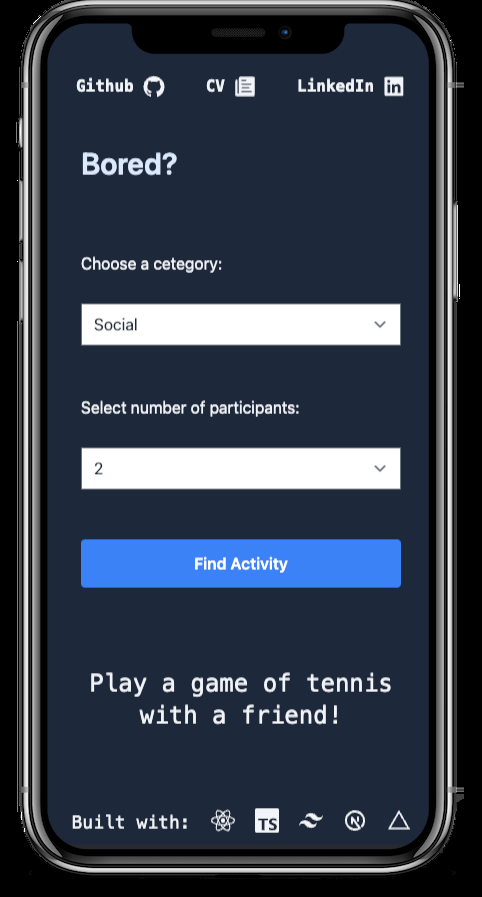 Github CV LinkedIn in
Bored?
Choose a cetegory:
Social
Select number of participants:
2
Find Activity
Play a game of tennis
with a friend!
Built with: TS N